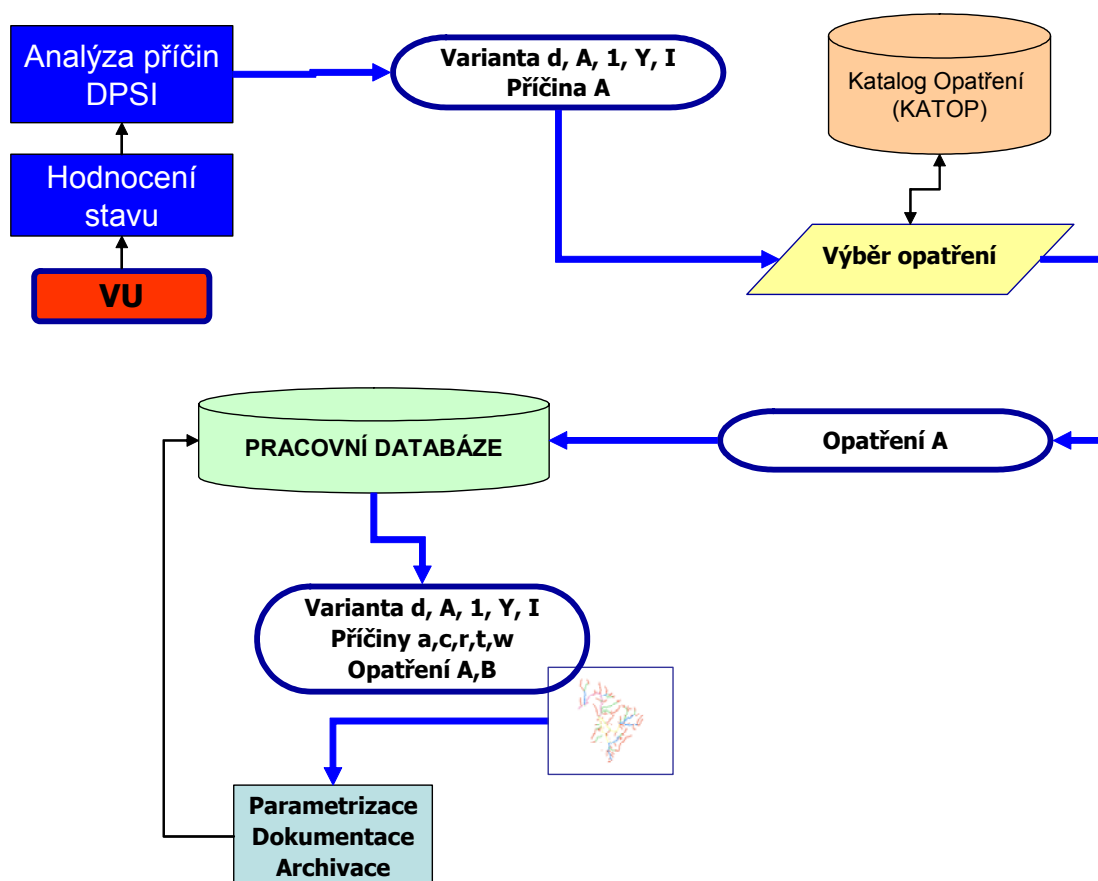 Analýza příčin
DPSI
Varianta d, A, 1, Y, I
Příčina A
Katalog Opatření
(KATOP)
Hodnocení
stavu
Výběr opatření
VU
PRACOVNÍ DATABÁZE
Opatření A
Varianta d, A, 1, Y, I
Příčiny a,c,r,t,w
Opatření A,B
Parametrizace
Dokumentace
Archivace